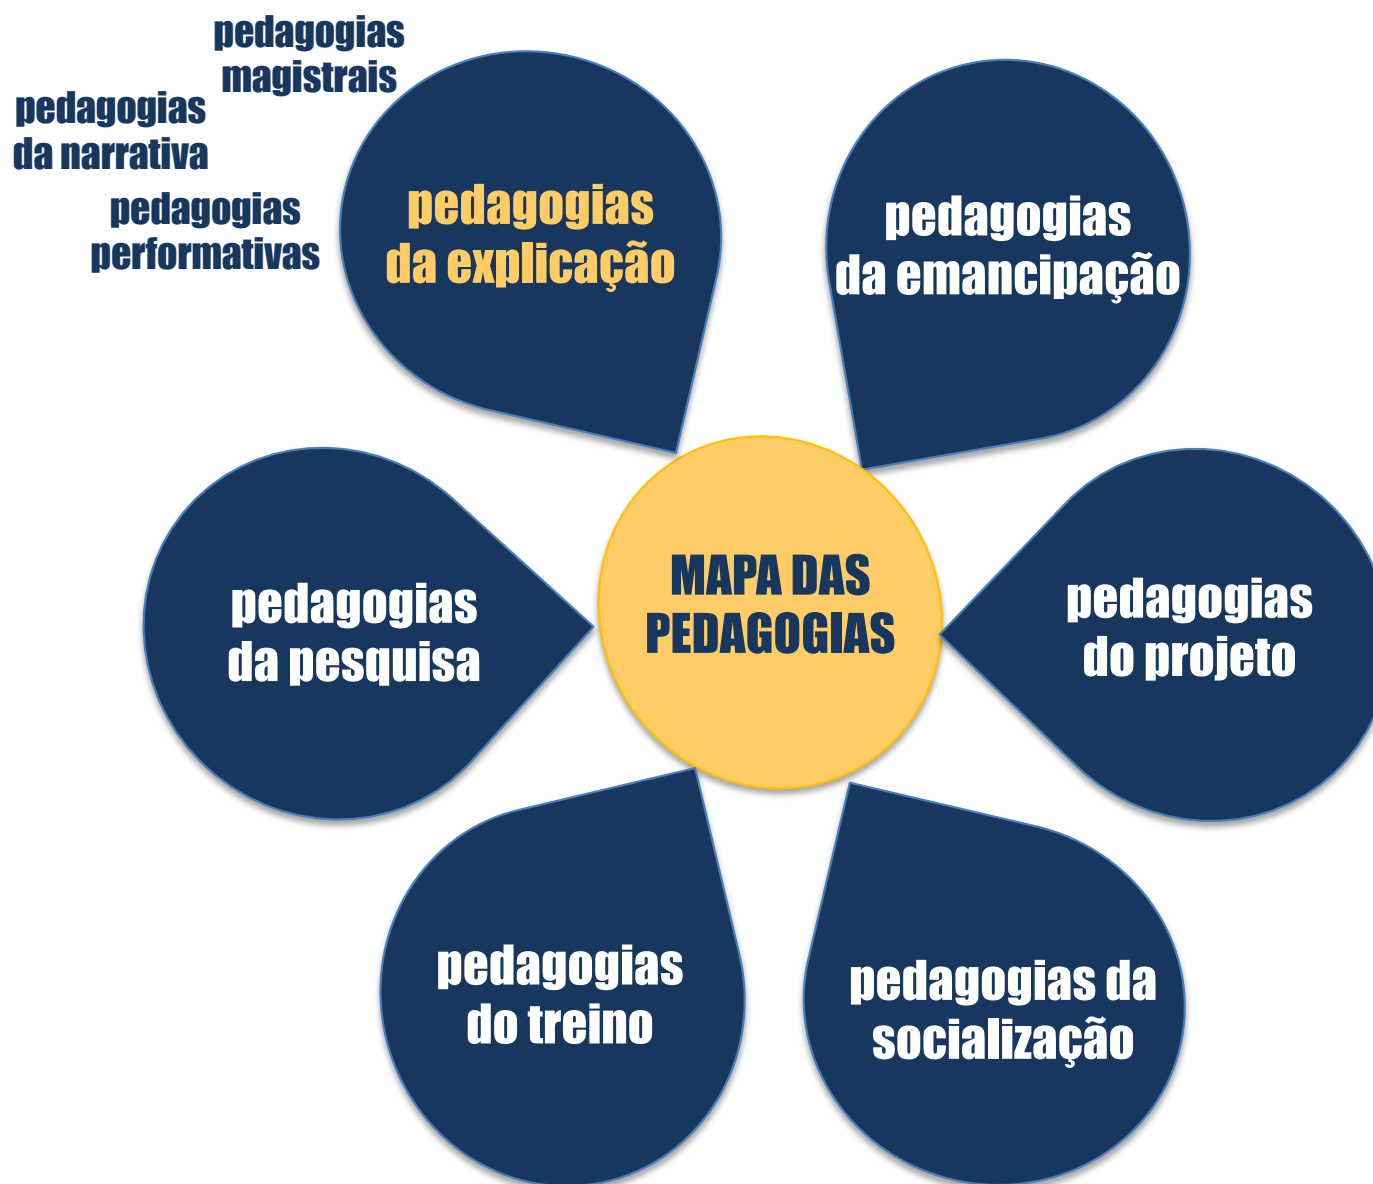 pedagogias
magistrais
pedagogias
da narrativa
pedagogias
performativas
pedagogias
da explicação
pedagogias
da emancipação
MAPA DAS
PEDAGOGIAS
pedagogias
da pesquisa
pedagogias
do projeto
pedagogias
do treino
pedagogias da
socialização